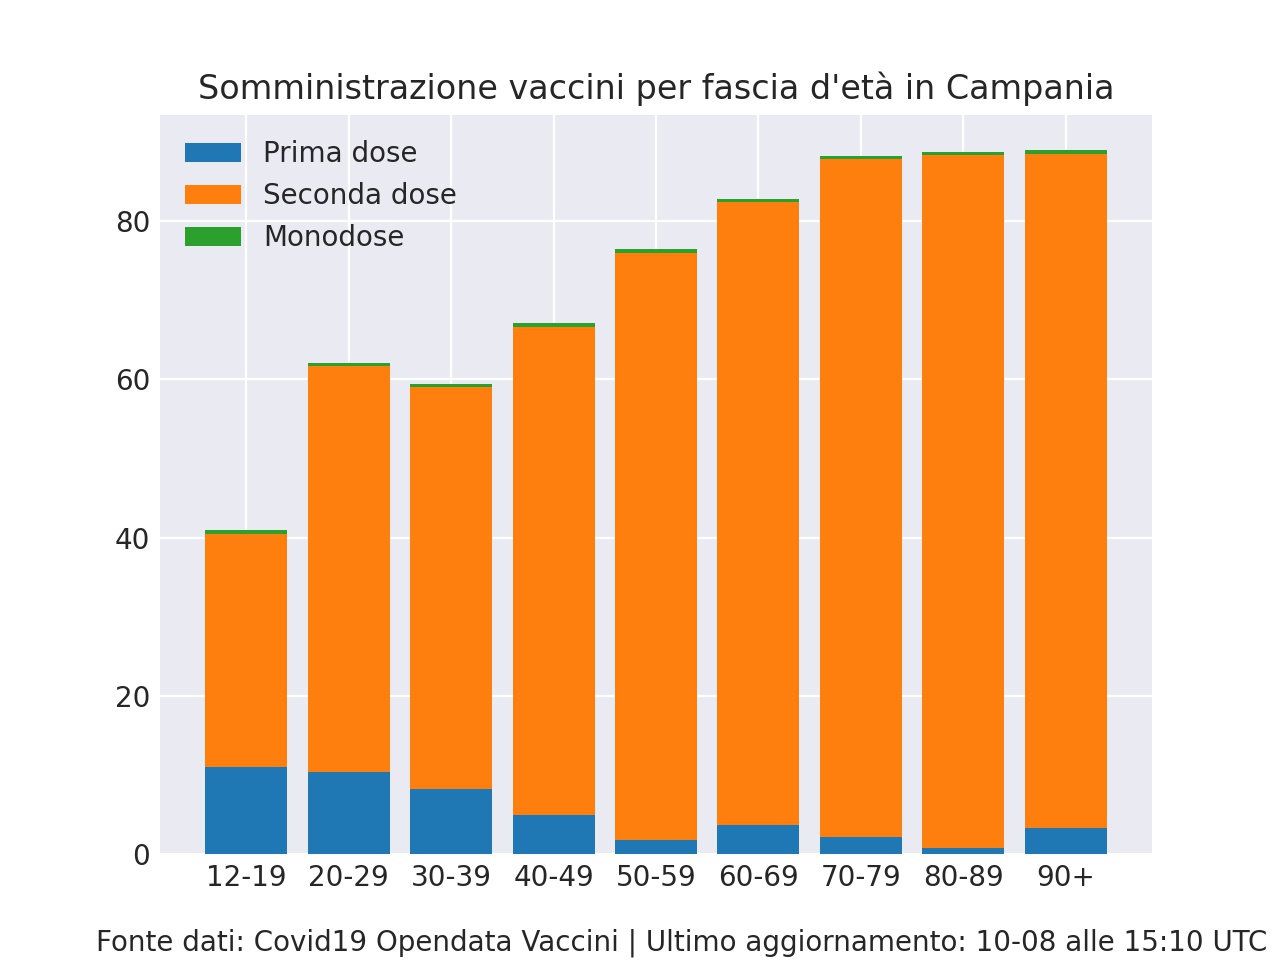 Somministrazione vaccini per fascia d'età in Campania
Prima dose
Seconda dose
Monodose
80
60
40
20
0
12-19 20-29 30-39 40-49 50-59 60-69 70-79 80-89 90+
Fonte dati: Covid19 Opendata Vaccini | Ultimo aggiornamento: 10-08 alle 15:10 UTC